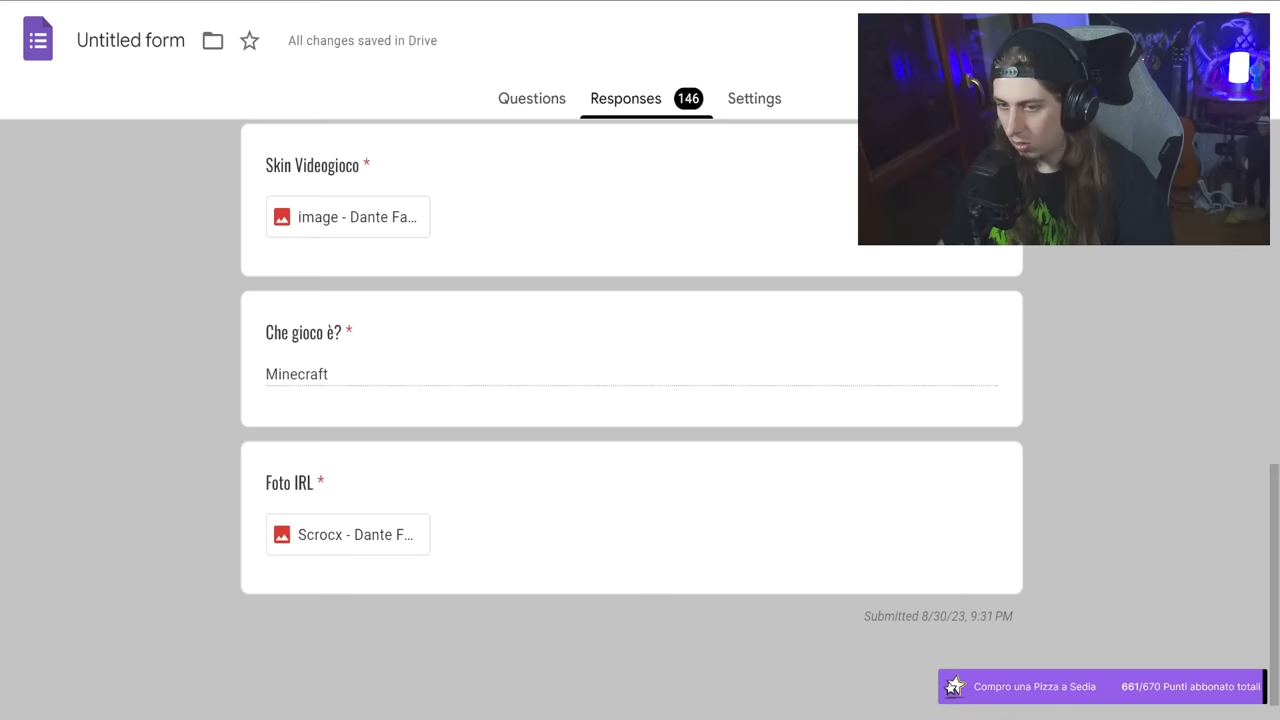 Untitled form
All changes saved in Drive
Questions
Responses 146
Settings
Skin Videogioco *
image - Dante Fa...
Che gioco è? *
Minecraft
Foto IRL *
Scrocx - Dante F...
Submitted 8/30/23, 9:31 PM
Compro una Pizza a Sedia 661/670 Punti abbonato totali